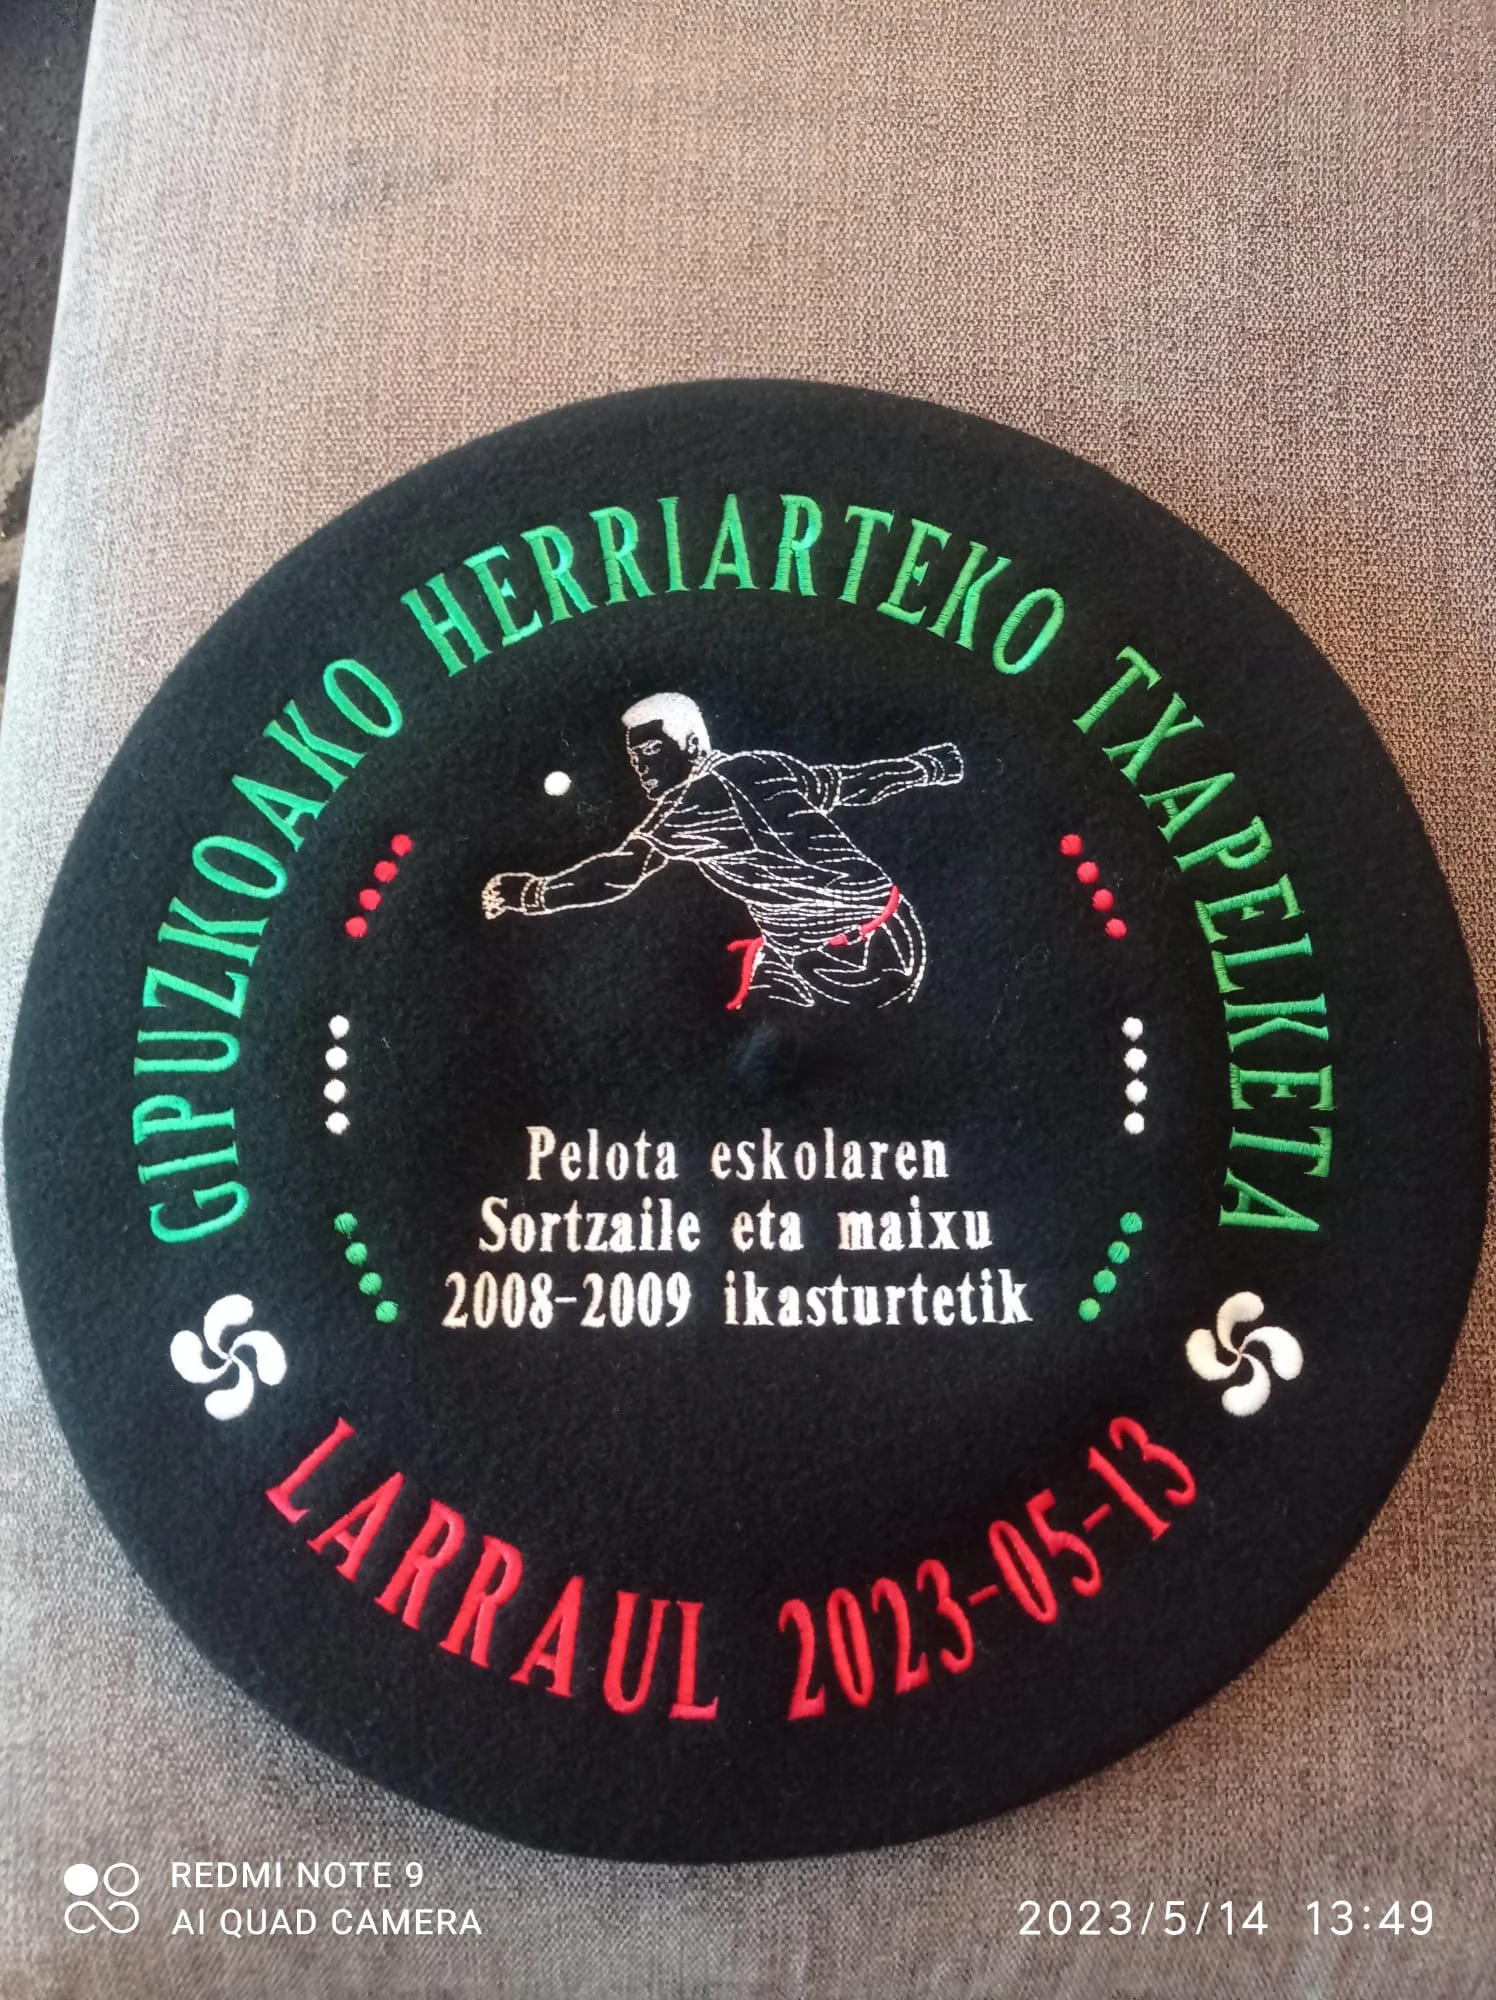 GIPUZKOAKO HERRIARTEKO TXAPELKETA
Pelota eskolaren
Sortzaile eta maixu
2008-2009 ikasturtetik
LARRAUL 2023-05-13
REDMI NOTE 9
AI QUAD CAMERA
2023/5/14 13:49